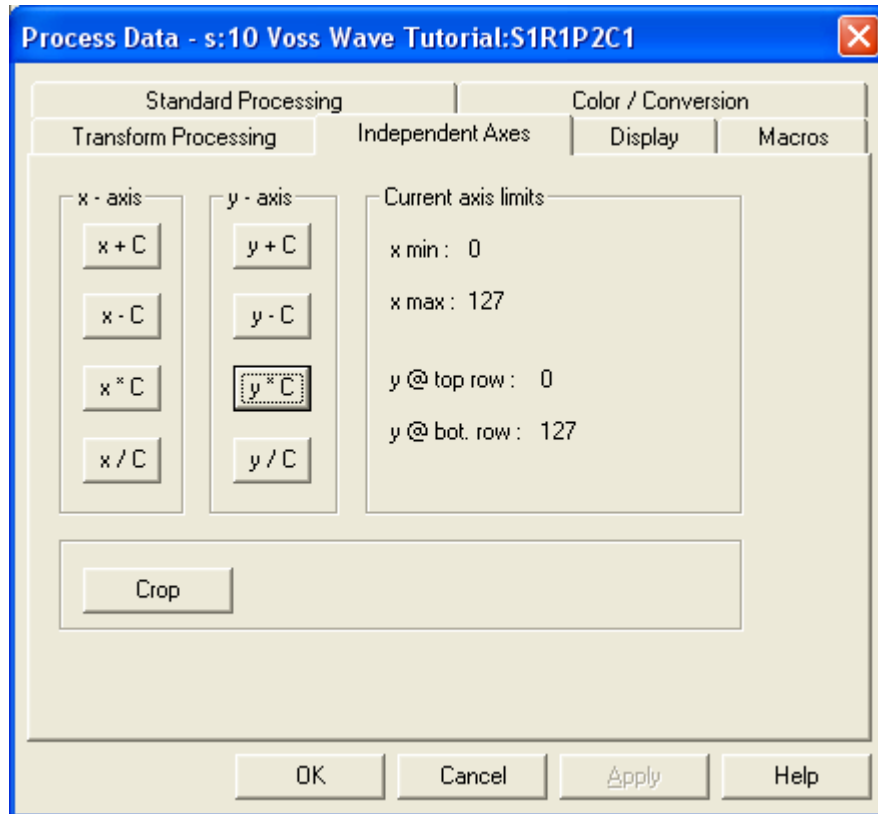 Process Data - s:10 Voss Wave Tutorial:S1R1P2C1
Standard Processing
Color / Conversion
Transform Processing
Independent Axes
Display
Macros
x - axis
x + C
x - C
x * C
x / C
y - axis
y + C
y - C
y * C
y / C
Current axis limits
x min : 0
x max : 127
y @ top row : 0
y @ bot. row : 127
Crop
OK
Cancel
Apply
Help